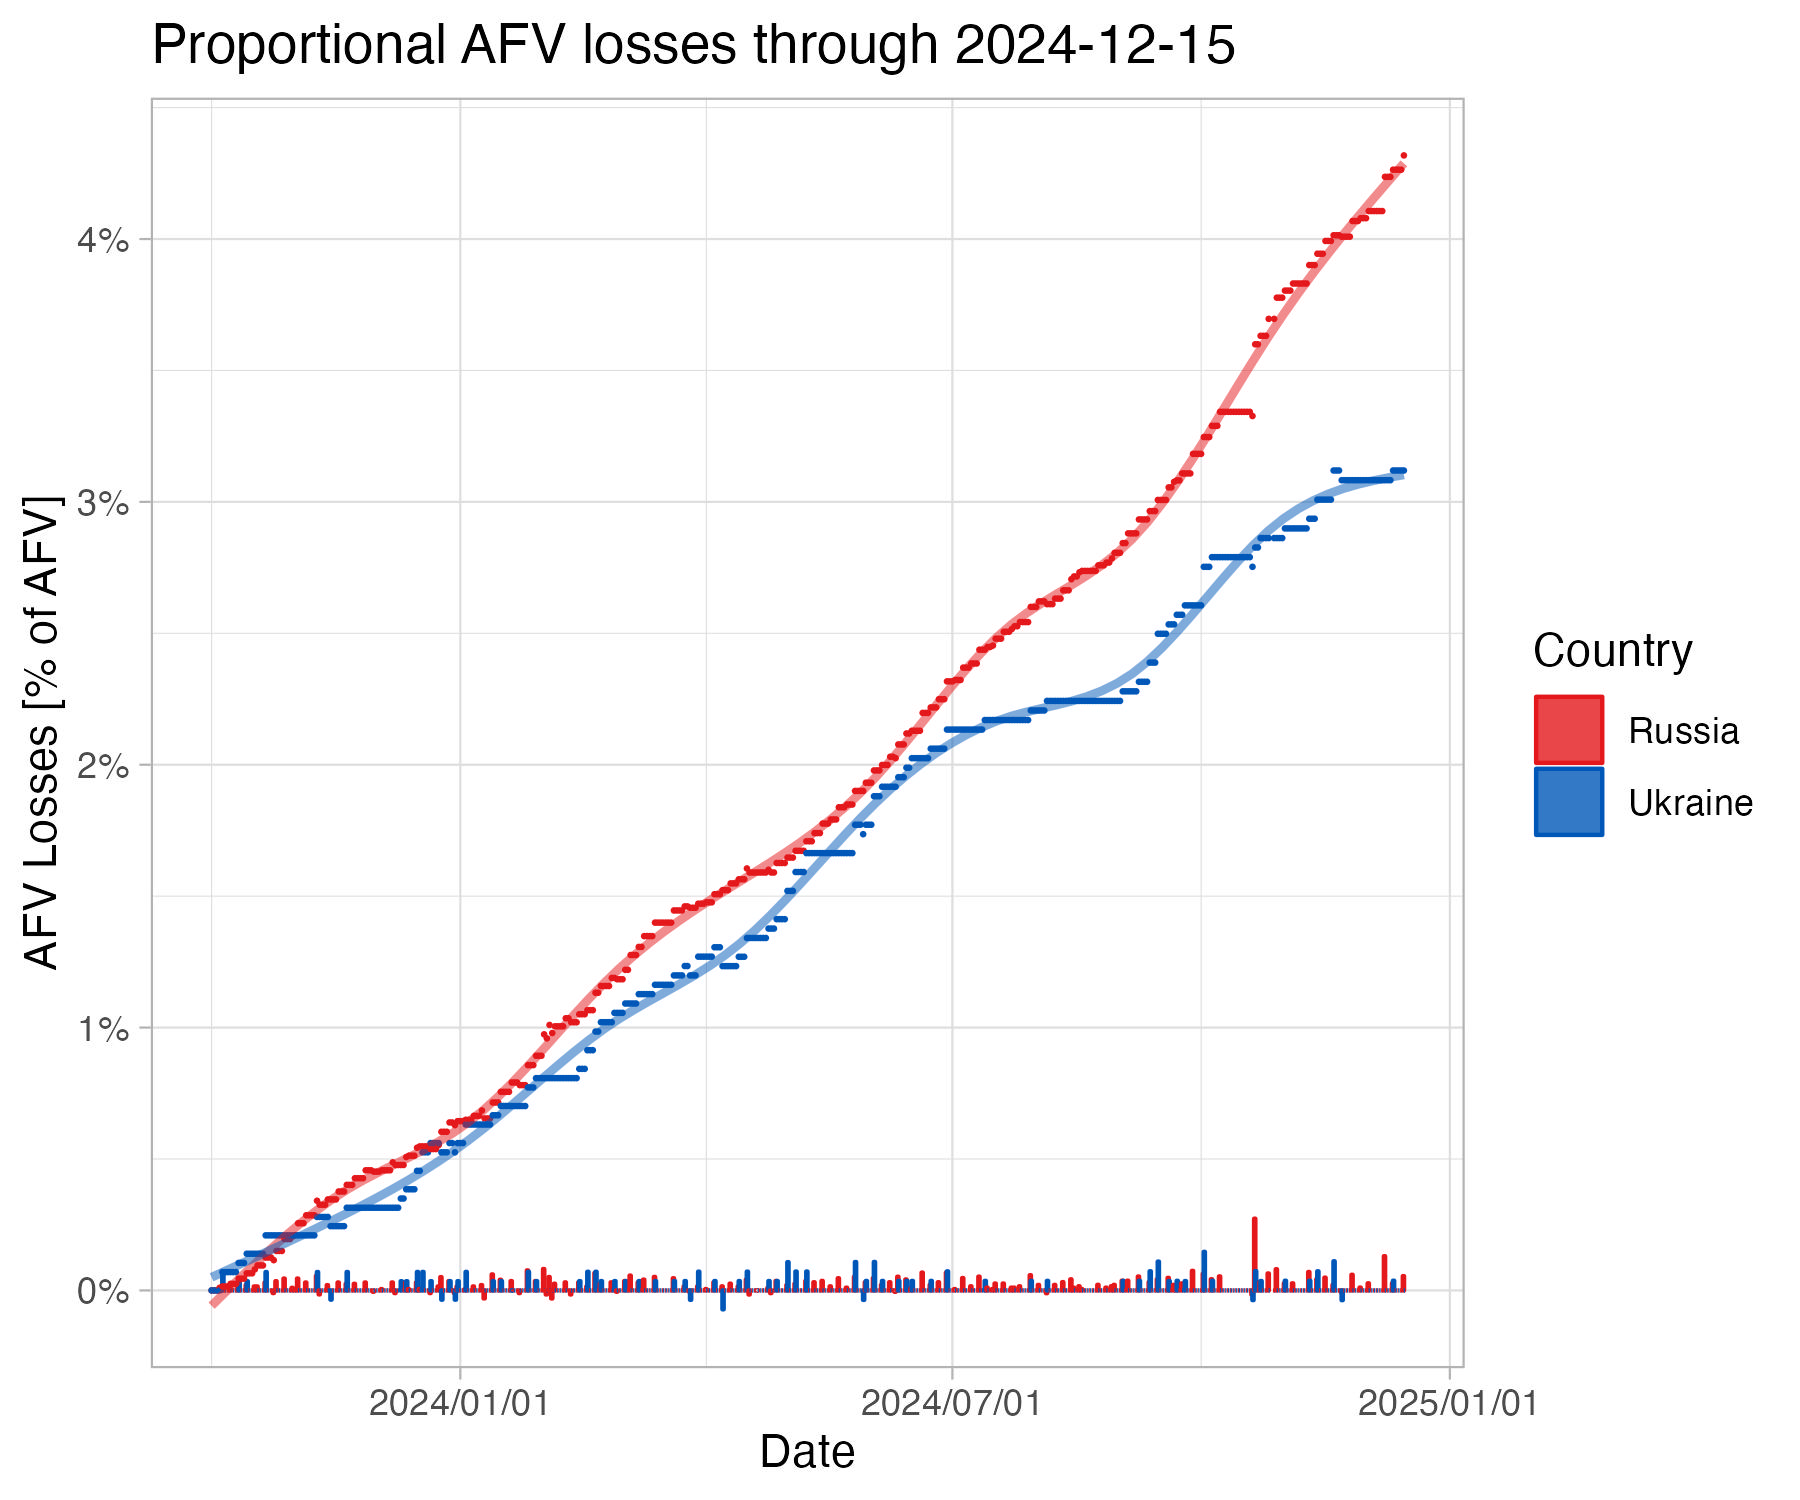 Proportional AFV losses through 2024-12-15
AFV Losses [% of AFV]
4%
3%
2%
1%
0%
2024/01/01
2024/07/01
2025/01/01
Date
Country
Russia
Ukraine